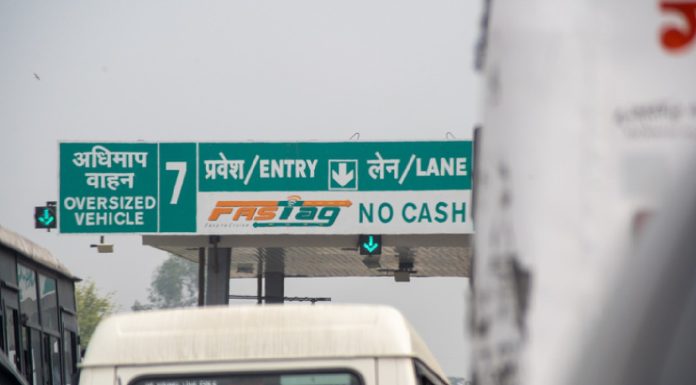 अधिमाप
वाहन
OVERSIZED
VEHICLE
7
प्रवेश/ENTRY लेन/LANE
FASTag NO CASH